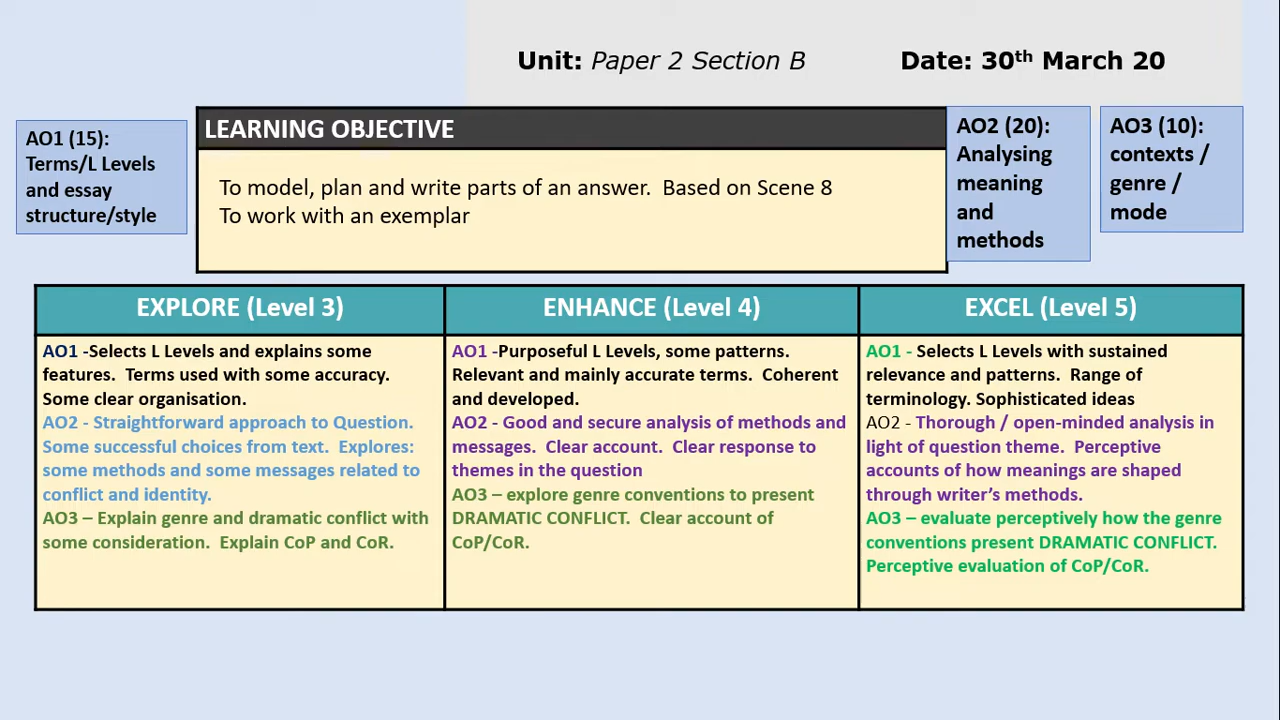 Unit: Paper 2 Section B
Date: 30th March 20
AO1 (15):
Terms/L Levels
and essay
structure/style
LEARNING OBJECTIVE
To model, plan and write parts of an answer.  Based on Scene 8
To work with an exemplar
AO2 (20):
Analysing
meaning
and
methods
AO3 (10):
contexts /
genre /
mode
EXPLORE (Level 3)
AO1 -Selects L Levels and explains some
features.  Terms used with some accuracy.
Some clear organisation.
AO2 - Straightforward approach to Question.
Some successful choices from text.  Explores:
some methods and some messages related to
conflict and identity.
AO3 – Explain genre and dramatic conflict with
some consideration.  Explain CoP and CoR.
ENHANCE (Level 4)
AO1 -Purposeful L Levels, some patterns.
Relevant and mainly accurate terms.  Coherent
and developed.
AO2 - Good and secure analysis of methods and
messages.  Clear account.  Clear response to
themes in the question
AO3 – explore genre conventions to present
DRAMATIC CONFLICT.  Clear account of
CoP/CoR.
EXCEL (Level 5)
AO1 - Selects L Levels with sustained
relevance and patterns.  Range of
terminology. Sophisticated ideas
AO2 - Thorough / open-minded analysis in
light of question theme.  Perceptive
accounts of how meanings are shaped
through writer’s methods.
AO3 – evaluate perceptively how the genre
conventions present DRAMATIC CONFLICT.
Perceptive evaluation of CoP/CoR.